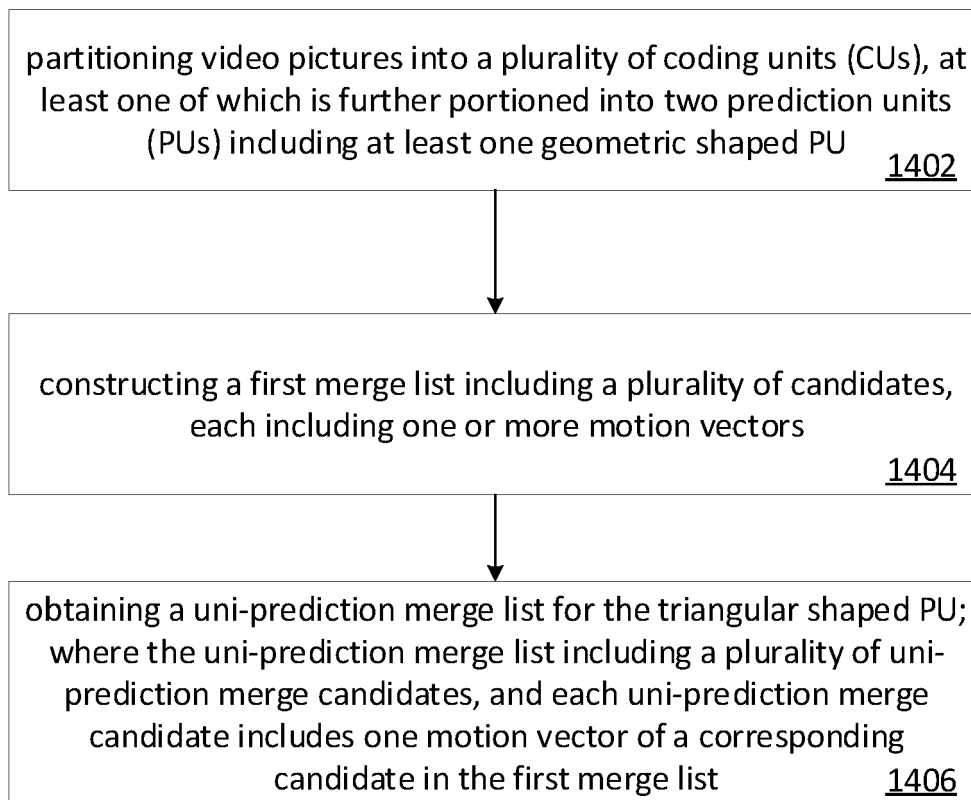 partitioning video pictures into a plurality of coding units (CUs), at
least one of which is further portioned into two prediction units
(PUs) including at least one geometric shaped PU
1402
constructing a first merge list including a plurality of candidates,
each including one or more motion vectors
1404
obtaining a uni-prediction merge list for the triangular shaped PU;
where the uni-prediction merge list including a plurality of uni-
prediction merge candidates, and each uni-prediction merge
candidate includes one motion vector of a corresponding
candidate in the first merge list
1406